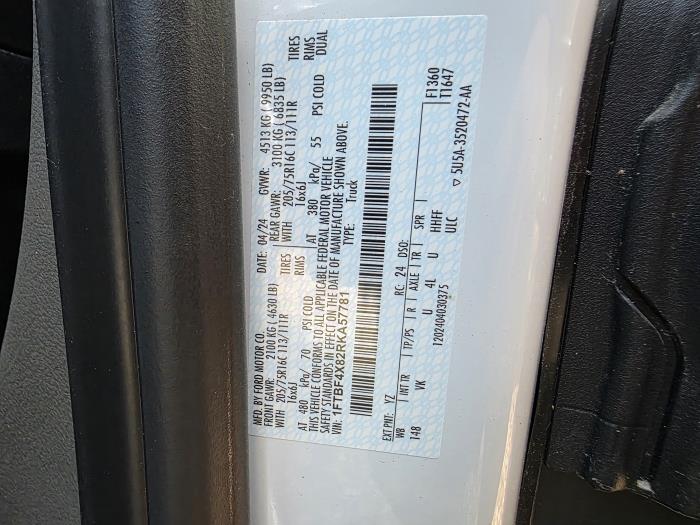 MFD. BY FORD MOTOR CO.
DATE: 04/24 GVWR: 4513 KG ( 9950 LB)
FRONT GAWR: 2100 KG ( 4630 LB) REAR GAWR: 3100 KG ( 6835 LB)
WITH 205/75R16C 113/111R TIRES WITH 205/75R16C 113/111R TIRES
16x6J RIMS 16x6J RIMS
AT 480 kPa/ 70 PSI COLD AT 380 kPa/ 55 PSI COLD DUAL
THIS VEHICLE CONFORMS TO ALL APPLICABLE FEDERAL MOTOR VEHICLE
SAFETY STANDARDS IN EFFECT ON THE DATE OF MANUFACTURE SHOWN ABOVE.
VIN: 1FTBF4X82RKA57781 TYPE: Truck
EXT PNT: YZ RC: 24 DSO: F1360
WB INT TR TP/PS R AXLE TR SPR T1647
148 VK U 4L U HHFF
1202404030375 ULC
▽ 5U5A-3520472-AA